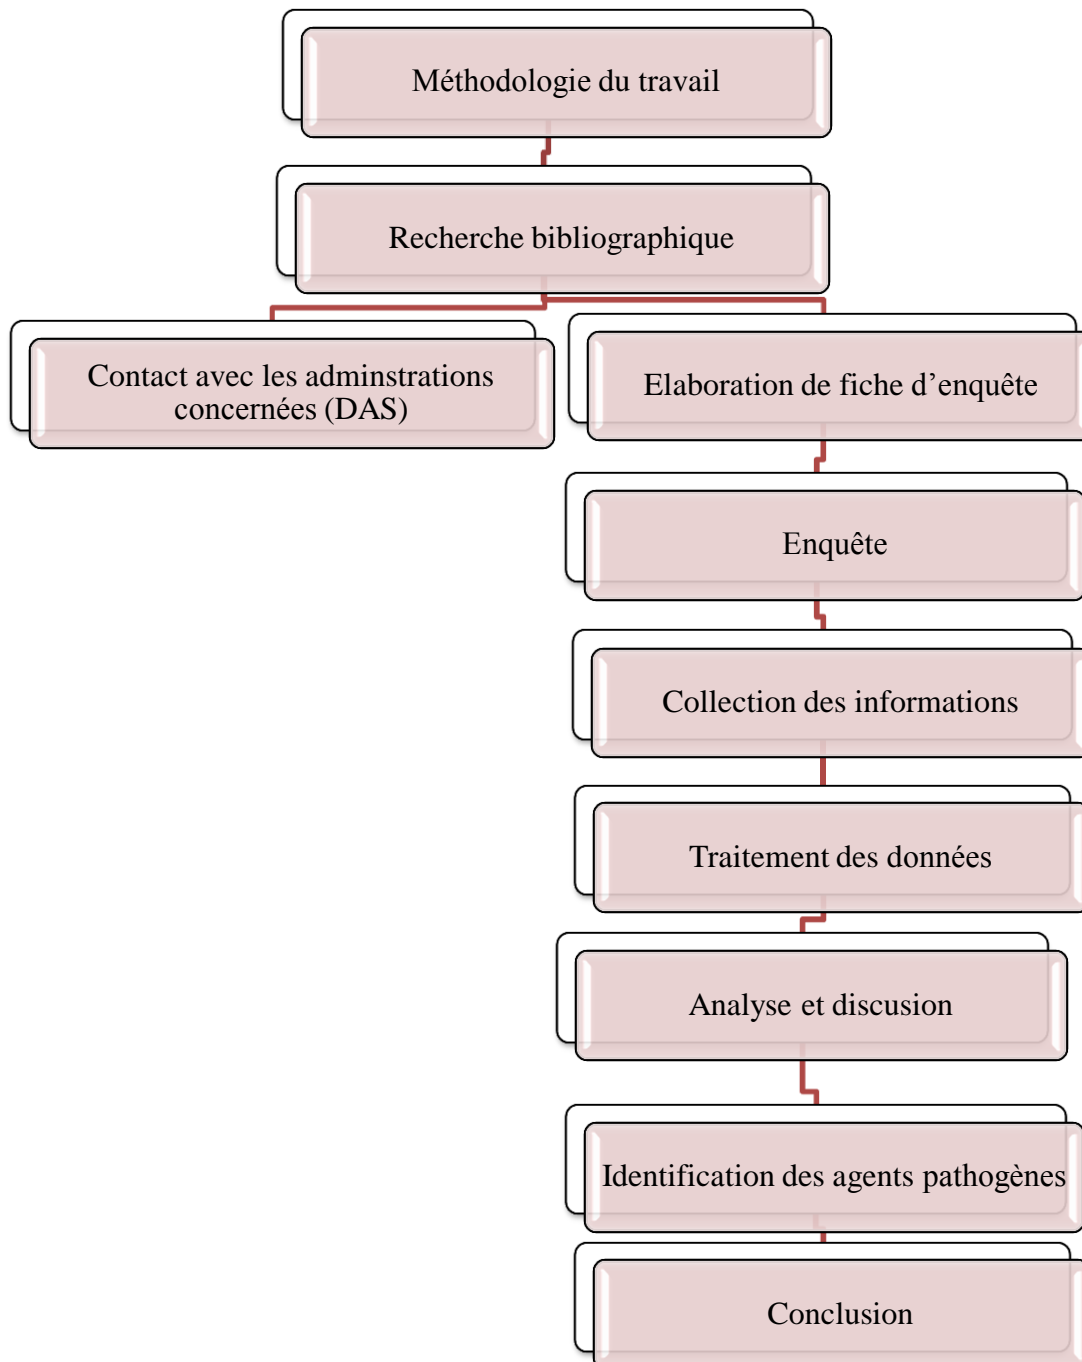 Méthodologie du travail
Recherche bibliographique
Contact avec les adminstrations
concernées (DAS)
Elaboration de fiche d’enquête
Enquête
Collection des informations
Traitement des données
Analyse et discusion
Identification des agents pathogènes
Conclusion